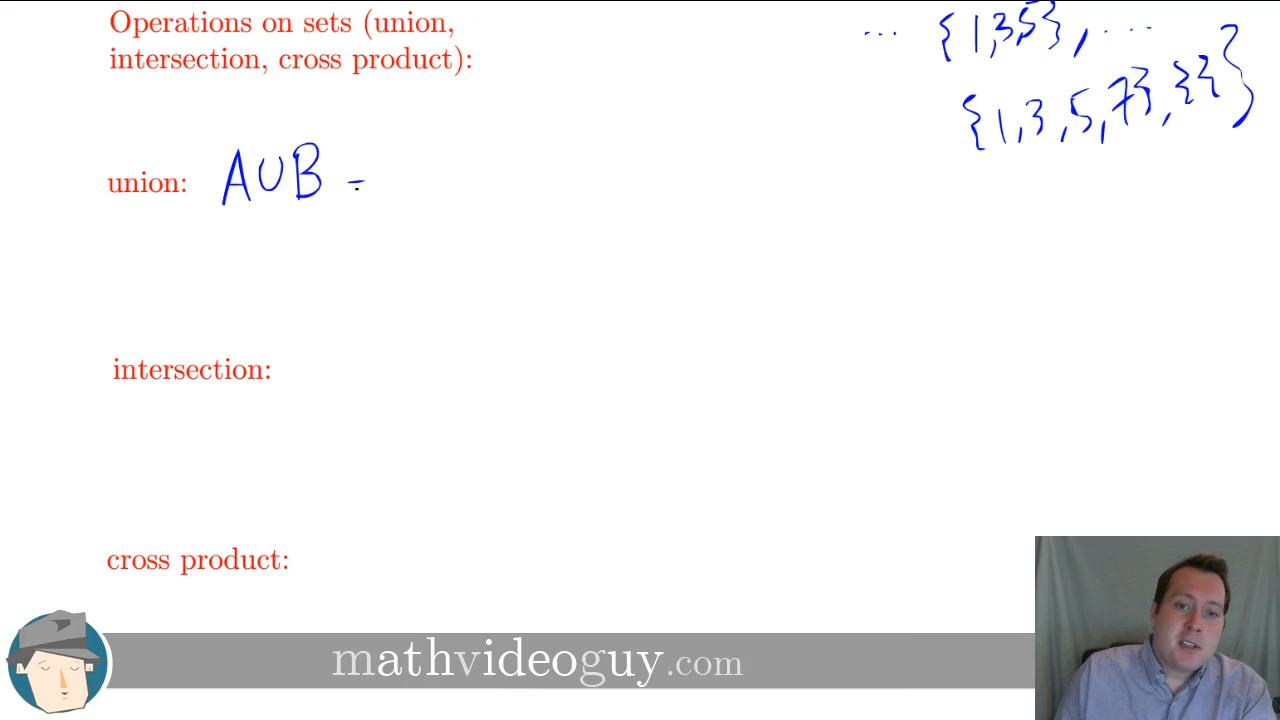 Operations on sets (union,
intersection, cross product):
... {1,3,5}, ...
{1,3,5,7}, {}}
union: A∪B =
intersection:
cross product:
mathvideoguy.com